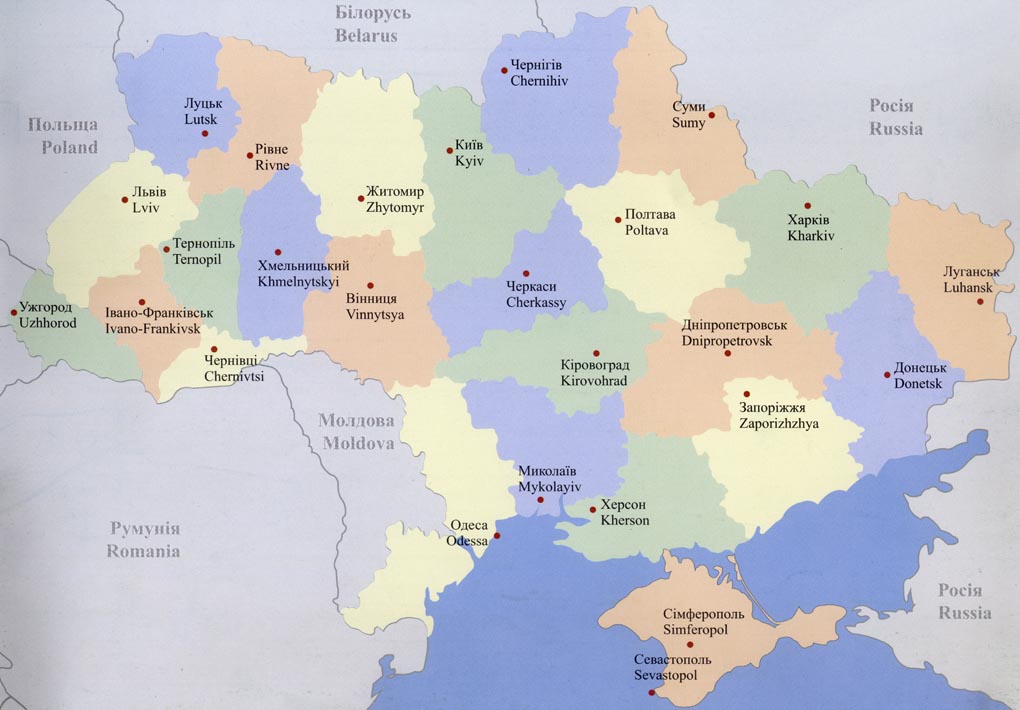 Білорусь
Belarus
Чернігів
Chernihiv
Луцьк
Lutsk
Суми
Sumy
Росія
Russia
Польща
Poland
Рівне
Rivne
Київ
Kyiv
Львів
Lviv
Житомир
Zhytomyr
Полтава
Poltava
Харків
Kharkiv
Тернопіль
Ternopil
Хмельницький
Khmelnytskyi
Черкаси
Cherkassy
Луганськ
Luhansk
Ужгород
Uzhhorod
Івано-Франківськ
Ivano-Frankivsk
Вінниця
Vinnytsya
Дніпропетровськ
Dnipropetrovsk
Чернівці
Chernivtsi
Кіровоград
Kirovohrad
Донецьк
Donetsk
Молдова
Moldova
Запоріжжя
Zaporizhzhya
Миколаїв
Mykolayiv
Херсон
Kherson
Румунія
Romania
Одеса
Odessa
Росія
Russia
Сімферополь
Simferopol
Севастополь
Sevastopol